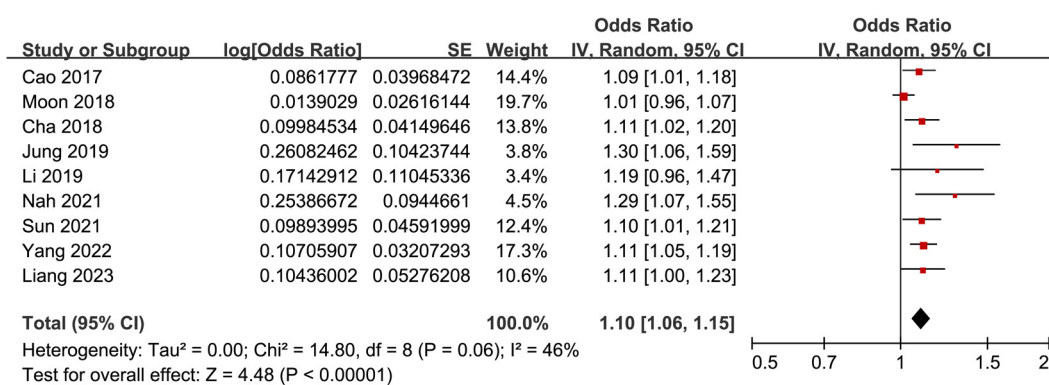 Odds Ratio Odds Ratio
Study or Subgroup log[Odds Ratio] SE Weight IV, Random, 95% CI IV, Random, 95% CI
Cao 2017 0.0861777 0.03968472 14.4% 1.09 [1.01, 1.18]
Moon 2018 0.0139029 0.02616144 19.7% 1.01 [0.96, 1.07]
Cha 2018 0.09984534 0.04149646 13.8% 1.11 [1.02, 1.20]
Jung 2019 0.26082462 0.10423744 3.8% 1.30 [1.06, 1.59]
Li 2019 0.17142912 0.11045336 3.4% 1.19 [0.96, 1.47]
Nah 2021 0.25386672 0.0944661 4.5% 1.29 [1.07, 1.55]
Sun 2021 0.09893995 0.04591999 12.4% 1.10 [1.01, 1.21]
Yang 2022 0.10705907 0.03207293 17.3% 1.11 [1.05, 1.19]
Liang 2023 0.10436002 0.05276208 10.6% 1.11 [1.00, 1.23]
Total (95% CI) 100.0% 1.10 [1.06, 1.15]
Heterogeneity: Tau² = 0.00; Chi² = 14.80, df = 8 (P = 0.06); I² = 46%
Test for overall effect: Z = 4.48 (P < 0.00001)
0.5 0.7 1 1.5 2